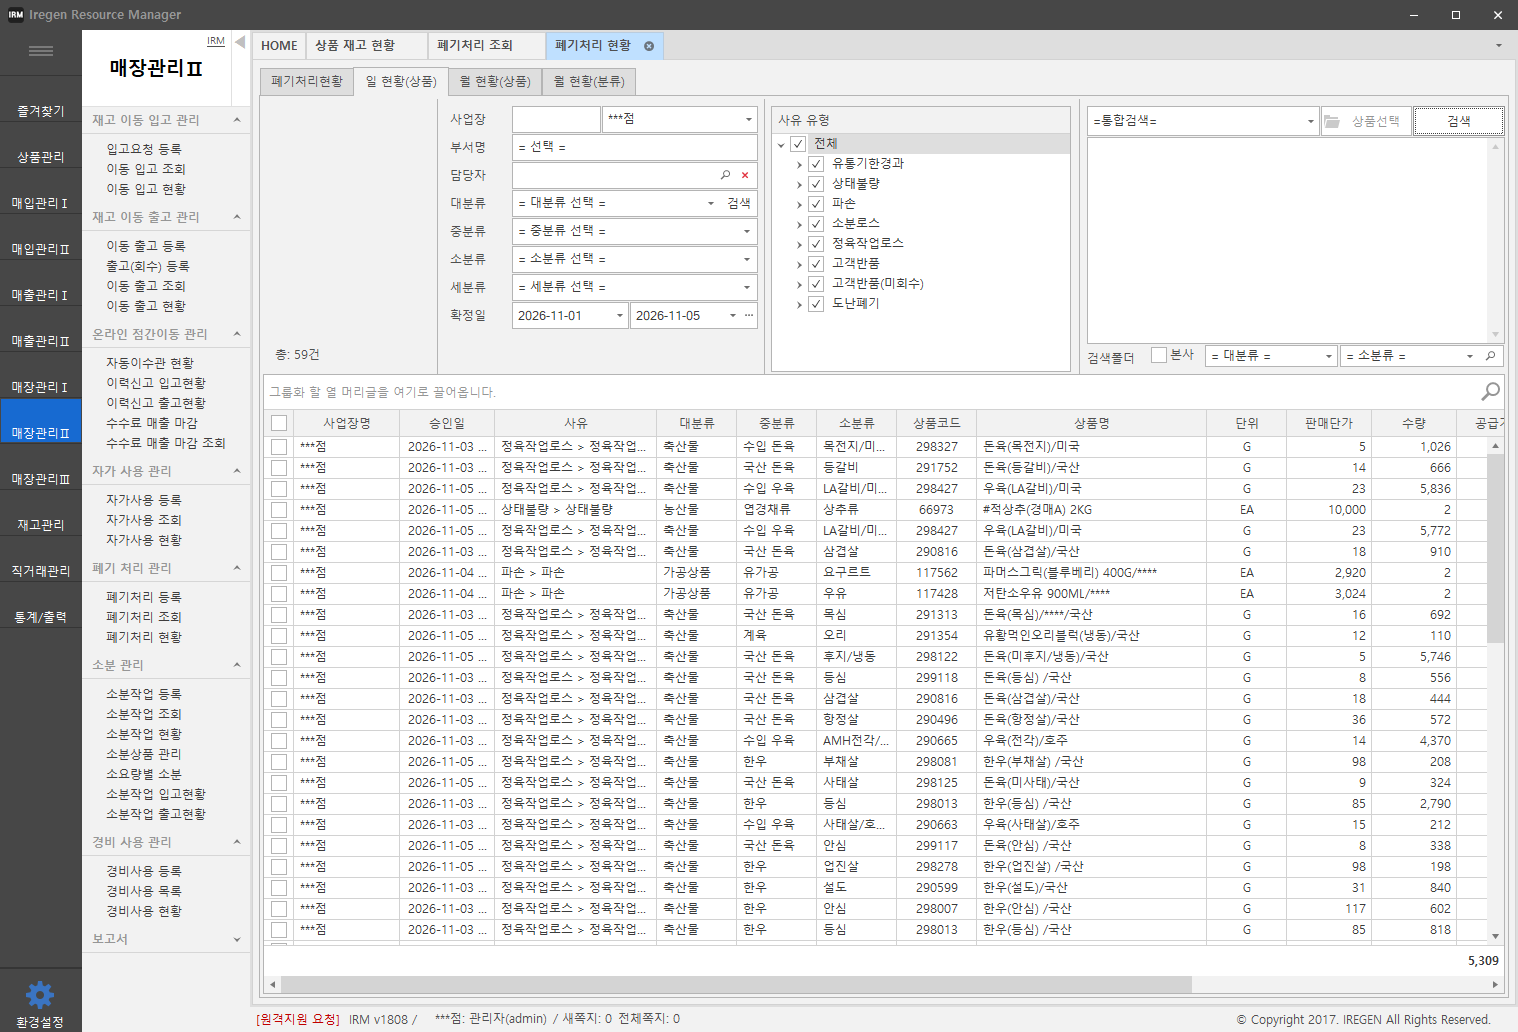 IRM Iregen Resource Manager
즐겨찾기
상품관리
매입관리Ⅰ
매입관리Ⅱ
매출관리Ⅰ
매출관리Ⅱ
매장관리Ⅰ
매장관리Ⅱ
매장관리Ⅲ
재고관리
직거래관리
통계/출력
환경설정
IRM
매장관리Ⅱ
재고 이동 입고 관리
입고요청 등록
이동 입고 조회
이동 입고 현황
재고 이동 출고 관리
이동 출고 등록
출고(회수) 등록
이동 출고 조회
이동 출고 현황
온라인 점간이동 관리
자동이수관 현황
이력신고 입고현황
이력신고 출고현황
수수료 매출 마감
수수료 매출 마감 조회
자가 사용 관리
자가사용 등록
자가사용 조회
자가사용 현황
폐기 처리 관리
폐기처리 등록
폐기처리 조회
폐기처리 현황
소분 관리
소분작업 등록
소분작업 조회
소분작업 현황
소분상품 관리
소요량별 소분
소분작업 입고현황
소분작업 출고현황
경비 사용 관리
경비사용 등록
경비사용 목록
경비사용 현황
보고서
HOME 상품 재고 현황 폐기처리 조회 폐기처리 현황
폐기처리현황 일 현황(상품) 월 현황(상품) 월 현황(분류)
총: 59건
사업장 ***점
부서명 = 선택 =
담당자
대분류 = 대분류 선택 = 검색
중분류 = 중분류 선택 =
소분류 = 소분류 선택 =
세분류 = 세분류 선택 =
확정일 2026-11-01 2026-11-05 ...
사유 유형
전체
유통기한경과
상태불량
파손
소분로스
정육작업로스
고객반품
고객반품(미회수)
도난폐기
=통합검색= 상품선택 검색
검색폴더 본사 = 대분류 = = 소분류 =
그룹화 할 열 머리글을 여기로 끌어옵니다.
사업장명 승인일 사유 대분류 중분류 소분류 상품코드 상품명 단위 판매단가 수량 공급가
***점 2026-11-03 ... 정육작업로스 > 정육작업... 축산물 수입 돈육 목전지/미... 298327 돈육(목전지)/미국 G 5 1,026
***점 2026-11-03 ... 정육작업로스 > 정육작업... 축산물 국산 돈육 등갈비 291752 돈육(등갈비)/국산 G 14 666
***점 2026-11-05 ... 정육작업로스 > 정육작업... 축산물 수입 우육 LA갈비/미... 298427 우육(LA갈비)/미국 G 23 5,836
***점 2026-11-05 ... 상태불량 > 상태불량 농산물 엽경채류 상추류 66973 #적상추(경매A) 2KG EA 10,000 2
***점 2026-11-05 ... 정육작업로스 > 정육작업... 축산물 수입 우육 LA갈비/미... 298427 우육(LA갈비)/미국 G 23 5,772
***점 2026-11-03 ... 정육작업로스 > 정육작업... 축산물 국산 돈육 삼겹살 290816 돈육(삼겹살)/국산 G 18 910
***점 2026-11-04 ... 파손 > 파손 가공상품 유가공 요구르트 117562 파머스그릭(블루베리) 400G/**** EA 2,920 2
***점 2026-11-04 ... 파손 > 파손 가공상품 유가공 우유 117428 저탄소우유 900ML/**** EA 3,024 2
***점 2026-11-03 ... 정육작업로스 > 정육작업... 축산물 국산 돈육 목심 291313 돈육(목심)/****/국산 G 16 692
***점 2026-11-05 ... 정육작업로스 > 정육작업... 축산물 계육 오리 291354 유황먹인오리블럭(냉동)/국산 G 12 110
***점 2026-11-05 ... 정육작업로스 > 정육작업... 축산물 국산 돈육 후지/냉동 298122 돈육(미후지/냉동)/국산 G 5 5,746
***점 2026-11-03 ... 정육작업로스 > 정육작업... 축산물 국산 돈육 등심 299118 돈육(등심) /국산 G 8 556
***점 2026-11-05 ... 정육작업로스 > 정육작업... 축산물 국산 돈육 삼겹살 290816 돈육(삼겹살)/국산 G 18 444
***점 2026-11-03 ... 정육작업로스 > 정육작업... 축산물 국산 돈육 항정살 290496 돈육(항정살)/국산 G 36 572
***점 2026-11-03 ... 정육작업로스 > 정육작업... 축산물 수입 우육 AMH전각/... 290665 우육(전각)/호주 G 14 4,370
***점 2026-11-05 ... 정육작업로스 > 정육작업... 축산물 한우 부채살 298081 한우(부채살) /국산 G 98 208
***점 2026-11-05 ... 정육작업로스 > 정육작업... 축산물 국산 돈육 사태살 298125 돈육(미사태)/국산 G 9 324
***점 2026-11-03 ... 정육작업로스 > 정육작업... 축산물 한우 등심 298013 한우(등심) /국산 G 85 2,790
***점 2026-11-03 ... 정육작업로스 > 정육작업... 축산물 수입 우육 사태살/호... 290663 우육(사태살)/호주 G 15 212
***점 2026-11-03 ... 정육작업로스 > 정육작업... 축산물 국산 돈육 안심 299117 돈육(안심) /국산 G 8 338
***점 2026-11-05 ... 정육작업로스 > 정육작업... 축산물 한우 업진살 298278 한우(업진살) /국산 G 98 198
***점 2026-11-03 ... 정육작업로스 > 정육작업... 축산물 한우 설도 290599 한우(설도)/국산 G 31 840
***점 2026-11-03 ... 정육작업로스 > 정육작업... 축산물 한우 안심 298007 한우(안심) /국산 G 117 602
***점 2026-11-03 ... 정육작업로스 > 정육작업... 축산물 한우 등심 298013 한우(등심) /국산 G 85 818
5,309
[원격지원 요청] IRM v1808 / ***점: 관리자(admin) / 새쪽지: 0 전체쪽지: 0 © Copyright 2017. IREGEN All Rights Reserved.